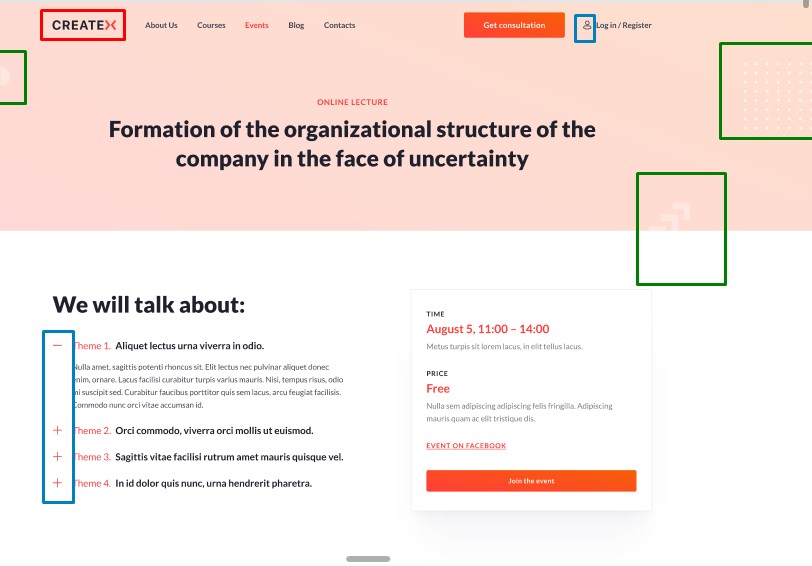 CREATEX About Us Courses Events Blog Contacts Get consultation Log in / Register
ONLINE LECTURE
Formation of the organizational structure of the
company in the face of uncertainty
We will talk about:
Theme 1. Aliquet lectus urna viverra in odio.
Nulla amet, sagittis potenti rhoncus sit. Elit lectus nec pulvinar aliquet donec
enim, ornare. Lacus facilisi curabitur turpis varius mauris. Nisi, tempus risus, odio
mi suscipit sed. Curabitur faucibus porttitor quis sem lacus, arcu feugiat facilisis.
Commodo nunc orci vitae accumsan id.
Theme 2. Orci commodo, viverra orci mollis ut euismod.
Theme 3. Sagittis vitae facilisi rutrum amet mauris quisque vel.
Theme 4. In id dolor quis nunc, urna hendrerit pharetra.
TIME
August 5, 11:00 – 14:00
Metus turpis sit lorem lacus, in elit tellus lacus.
PRICE
Free
Nulla sem adipiscing adipiscing felis fringilla. Adipiscing
mauris quam ac elit tristique dis.
EVENT ON FACEBOOK
Join the event